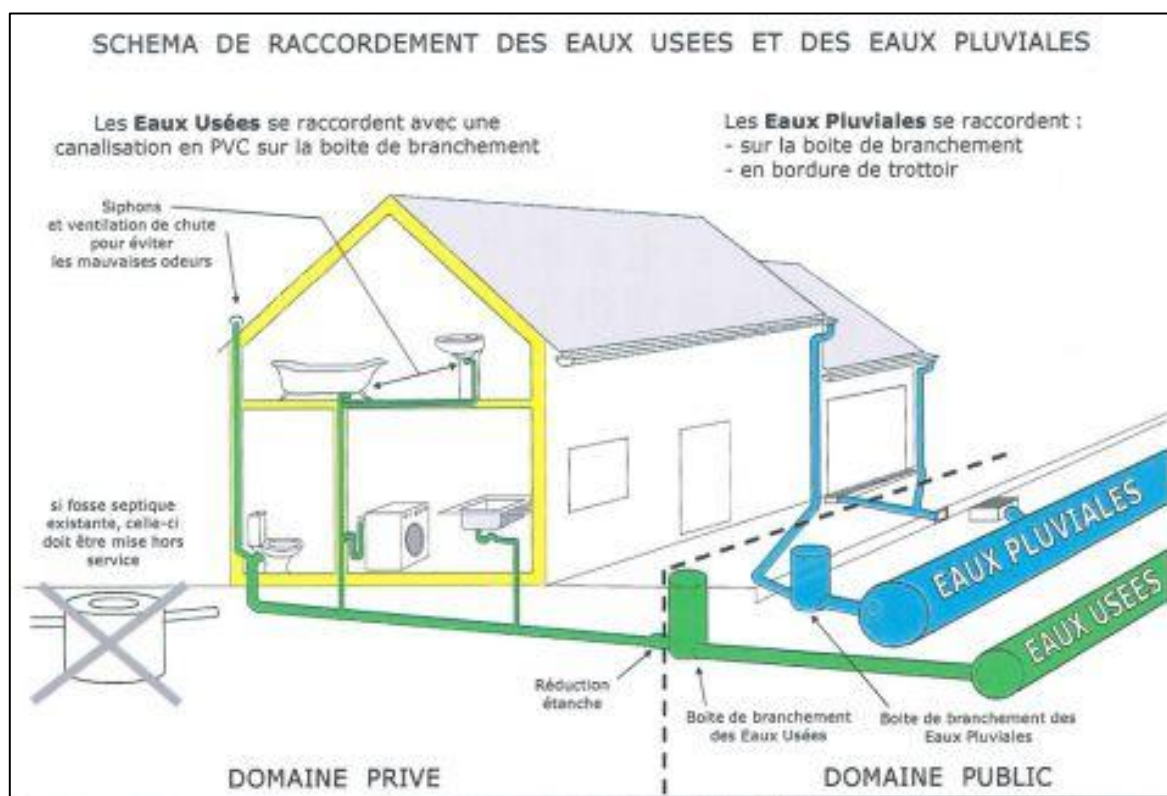 SCHEMA DE RACCORDEMENT DES EAUX USEES ET DES EAUX PLUVIALES
Les Eaux Usées se raccordent avec une
canalisation en PVC sur la boite de branchement
Les Eaux Pluviales se raccordent :
- sur la boite de branchement
- en bordure de trottoir
Siphons
et ventilation de chute
pour éviter
les mauvaises odeurs
si fosse septique
existante, celle-ci
doit être mise hors
service
EAUX PLUVIALES
EAUX USEES
Réduction
étanche
Boite de branchement
des Eaux Usées
Boite de branchement des
Eaux Pluviales
DOMAINE PRIVE
DOMAINE PUBLIC